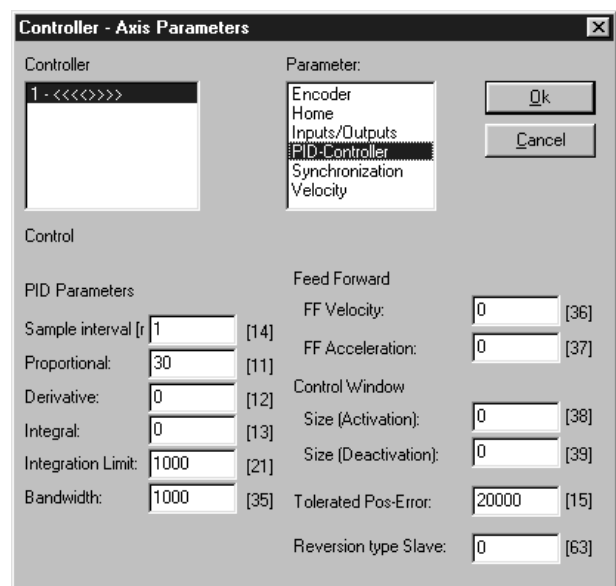 Controller - Axis Parameters
Controller
1 - <<<<>>>>
Parameter:
Encoder
Home
Inputs/Outputs
PID-Controller
Synchronization
Velocity
Ok
Cancel
Control
PID Parameters
Sample interval [r 1 [14]
Proportional: 30 [11]
Derivative: 0 [12]
Integral: 0 [13]
Integration Limit: 1000 [21]
Bandwidth: 1000 [35]
Feed Forward
FF Velocity: 0 [36]
FF Acceleration: 0 [37]
Control Window
Size (Activation): 0 [38]
Size (Deactivation): 0 [39]
Tolerated Pos-Error: 20000 [15]
Reversion type Slave: 0 [63]